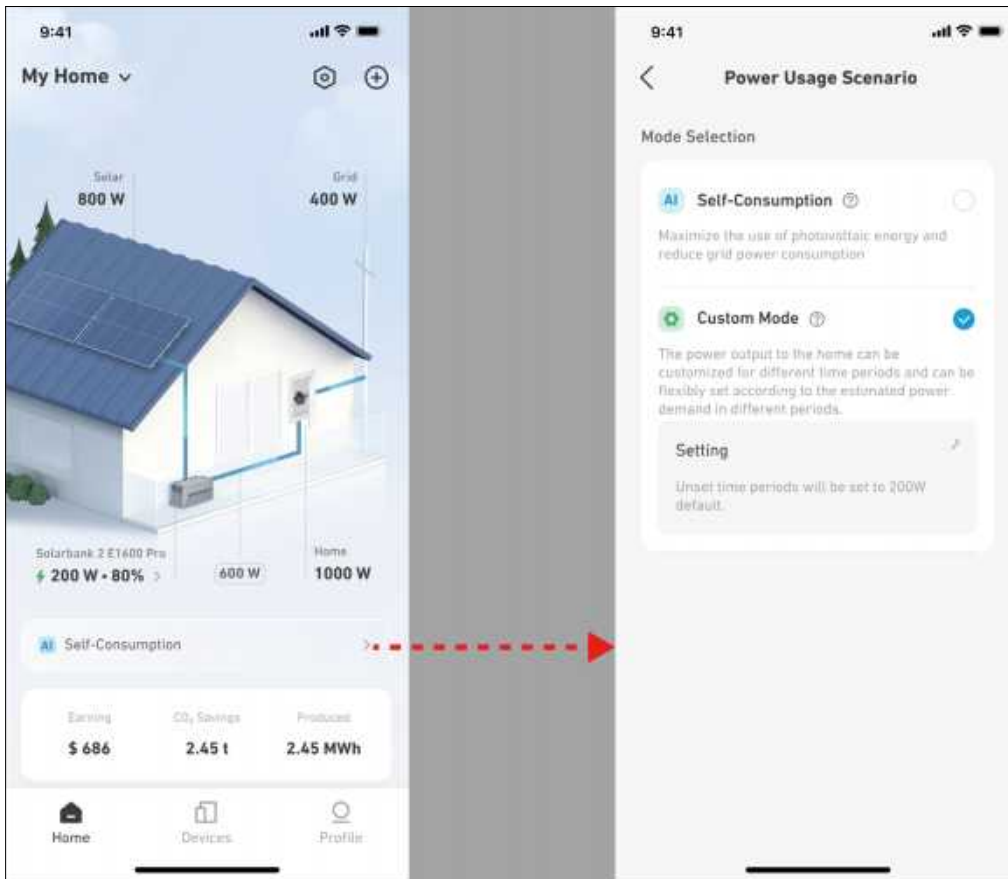 9:41
My Home
Solar
800 W
Grid
400 W
Solarbank 2 E1600 Pro
200 W • 80%
600 W
Home
1000 W
AI Self-Consumption
Earning
$ 686
CO₂ Savings
2.45 t
Produced
2.45 MWh
Home
Devices
Profile
9:41
Power Usage Scenario
Mode Selection
AI Self-Consumption
Maximize the use of photovoltaic energy and
reduce grid power consumption
Custom Mode
The power output to the home can be
customized for different time periods and can be
flexibly set according to the estimated power
demand in different periods.
Setting
Unset time periods will be set to 200W
default.